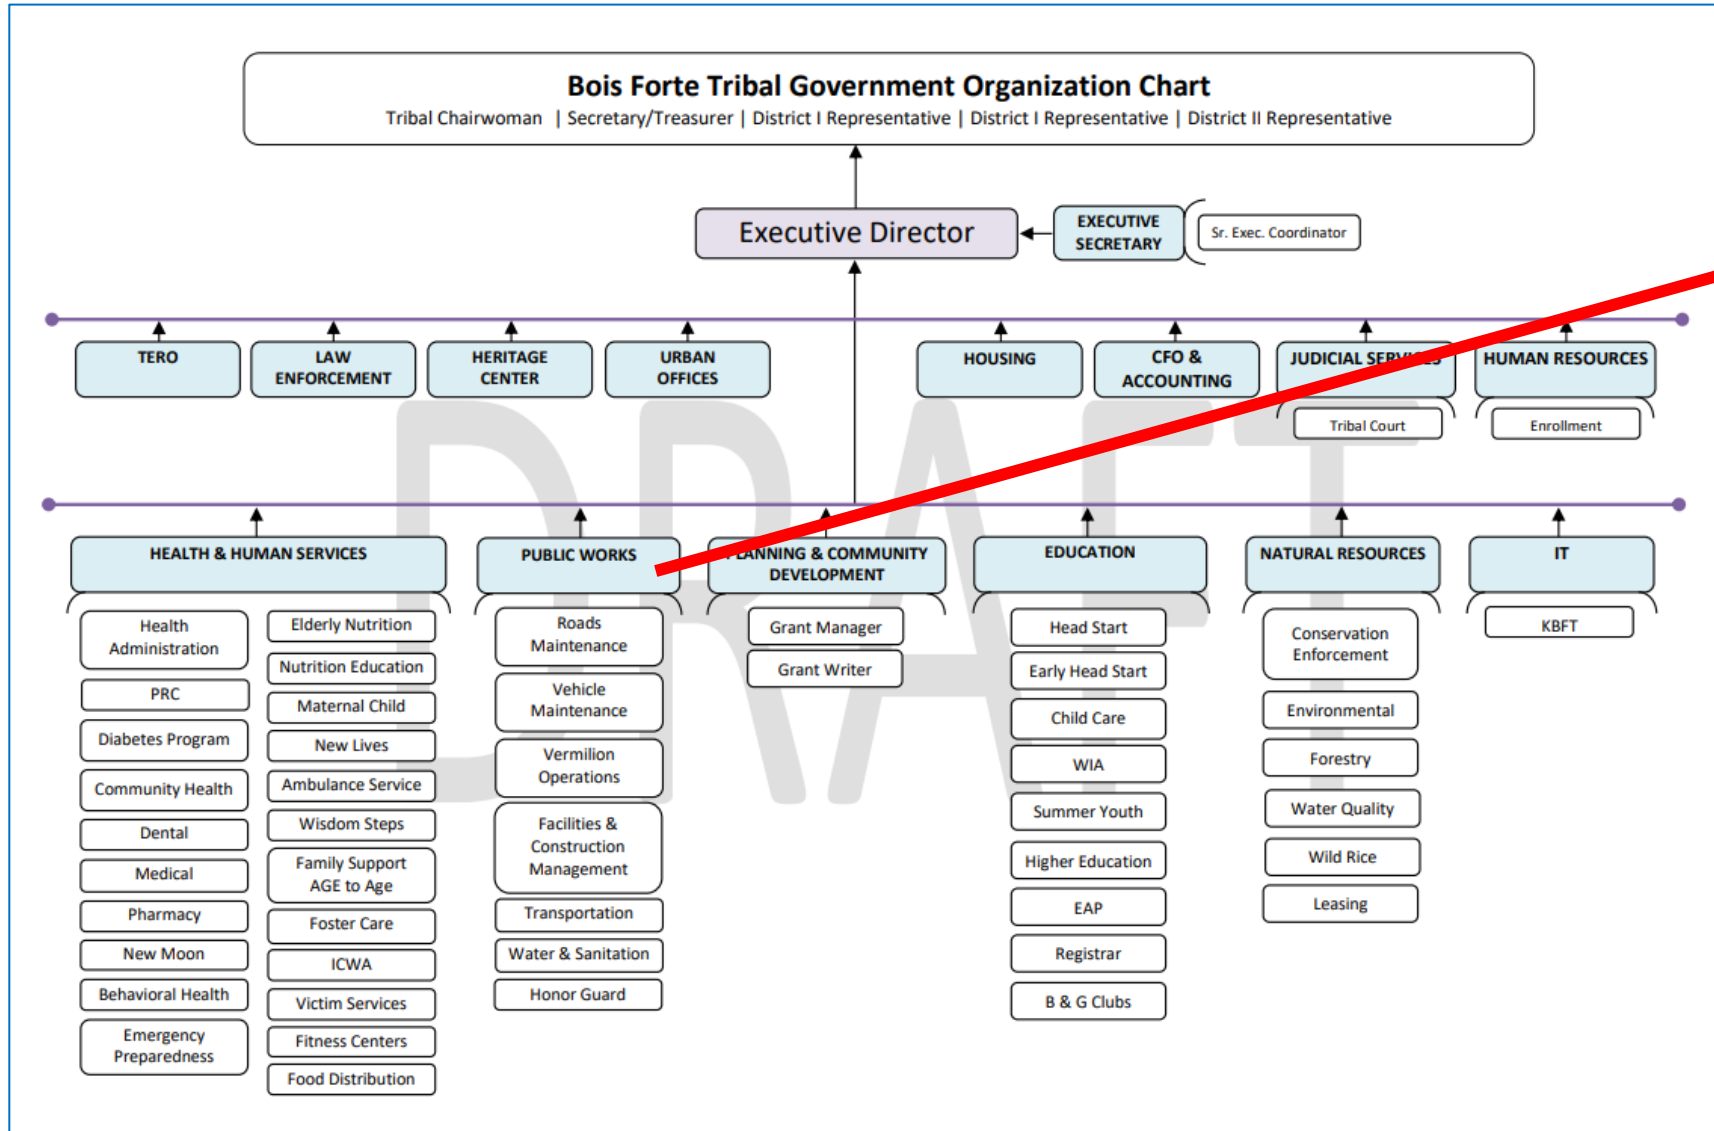 Bois Forte Tribal Government Organization Chart
Tribal Chairwoman | Secretary/Treasurer | District I Representative | District I Representative | District II Representative
Executive Director
EXECUTIVE
SECRETARY
Sr. Exec. Coordinator
TERO
LAW
ENFORCEMENT
HERITAGE
CENTER
URBAN
OFFICES
HOUSING
CFO &
ACCOUNTING
JUDICIAL SERVICES
Tribal Court
HUMAN RESOURCES
Enrollment
DRAFT
HEALTH & HUMAN SERVICES
Health
Administration
PRC
Diabetes Program
Community Health
Dental
Medical
Pharmacy
New Moon
Behavioral Health
Emergency
Preparedness
Elderly Nutrition
Nutrition Education
Maternal Child
New Lives
Ambulance Service
Wisdom Steps
Family Support
AGE to Age
Foster Care
ICWA
Victim Services
Fitness Centers
Food Distribution
PUBLIC WORKS
Roads
Maintenance
Vehicle
Maintenance
Vermilion
Operations
Facilities &
Construction
Management
Transportation
Water & Sanitation
Honor Guard
PLANNING & COMMUNITY
DEVELOPMENT
Grant Manager
Grant Writer
EDUCATION
Head Start
Early Head Start
Child Care
WIA
Summer Youth
Higher Education
EAP
Registrar
B & G Clubs
NATURAL RESOURCES
Conservation
Enforcement
Environmental
Forestry
Water Quality
Wild Rice
Leasing
IT
KBFT